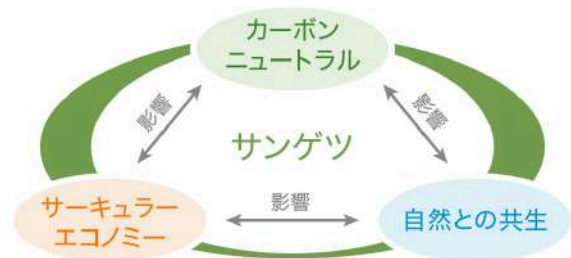 カーボン
ニュートラル
影響
影響
サンゲツ
サーキュラー
エコノミー
影響
自然との共生